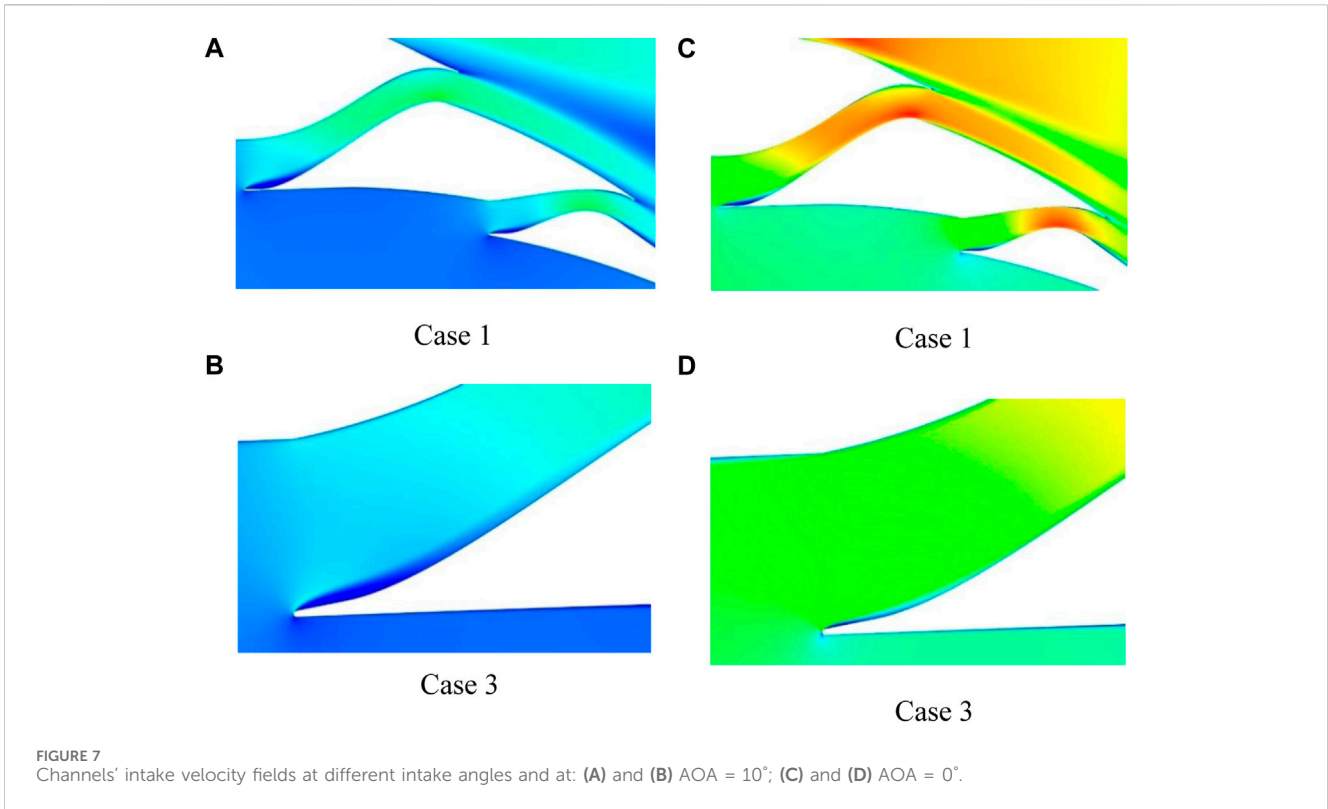 A
C
Case 1
Case 1
B
D
Case 3
Case 3
FIGURE 7
Channels' intake velocity fields at different intake angles and at: (A) and (B) AOA = 10°; (C) and (D) AOA = 0°.